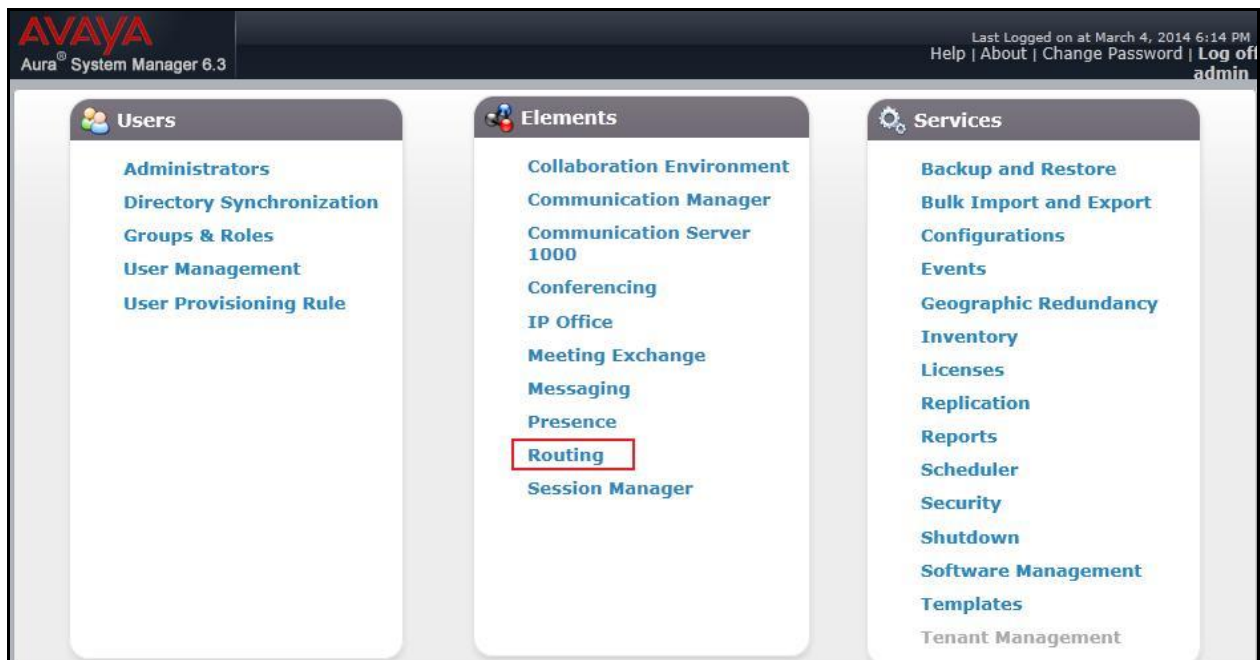 AVAYA
Aura® System Manager 6.3
Last Logged on at March 4, 2014 6:14 PM
Help | About | Change Password | Log off
admin
Users
Administrators
Directory Synchronization
Groups & Roles
User Management
User Provisioning Rule
Elements
Collaboration Environment
Communication Manager
Communication Server
1000
Conferencing
IP Office
Meeting Exchange
Messaging
Presence
Routing
Session Manager
Services
Backup and Restore
Bulk Import and Export
Configurations
Events
Geographic Redundancy
Inventory
Licenses
Replication
Reports
Scheduler
Security
Shutdown
Software Management
Templates
Tenant Management